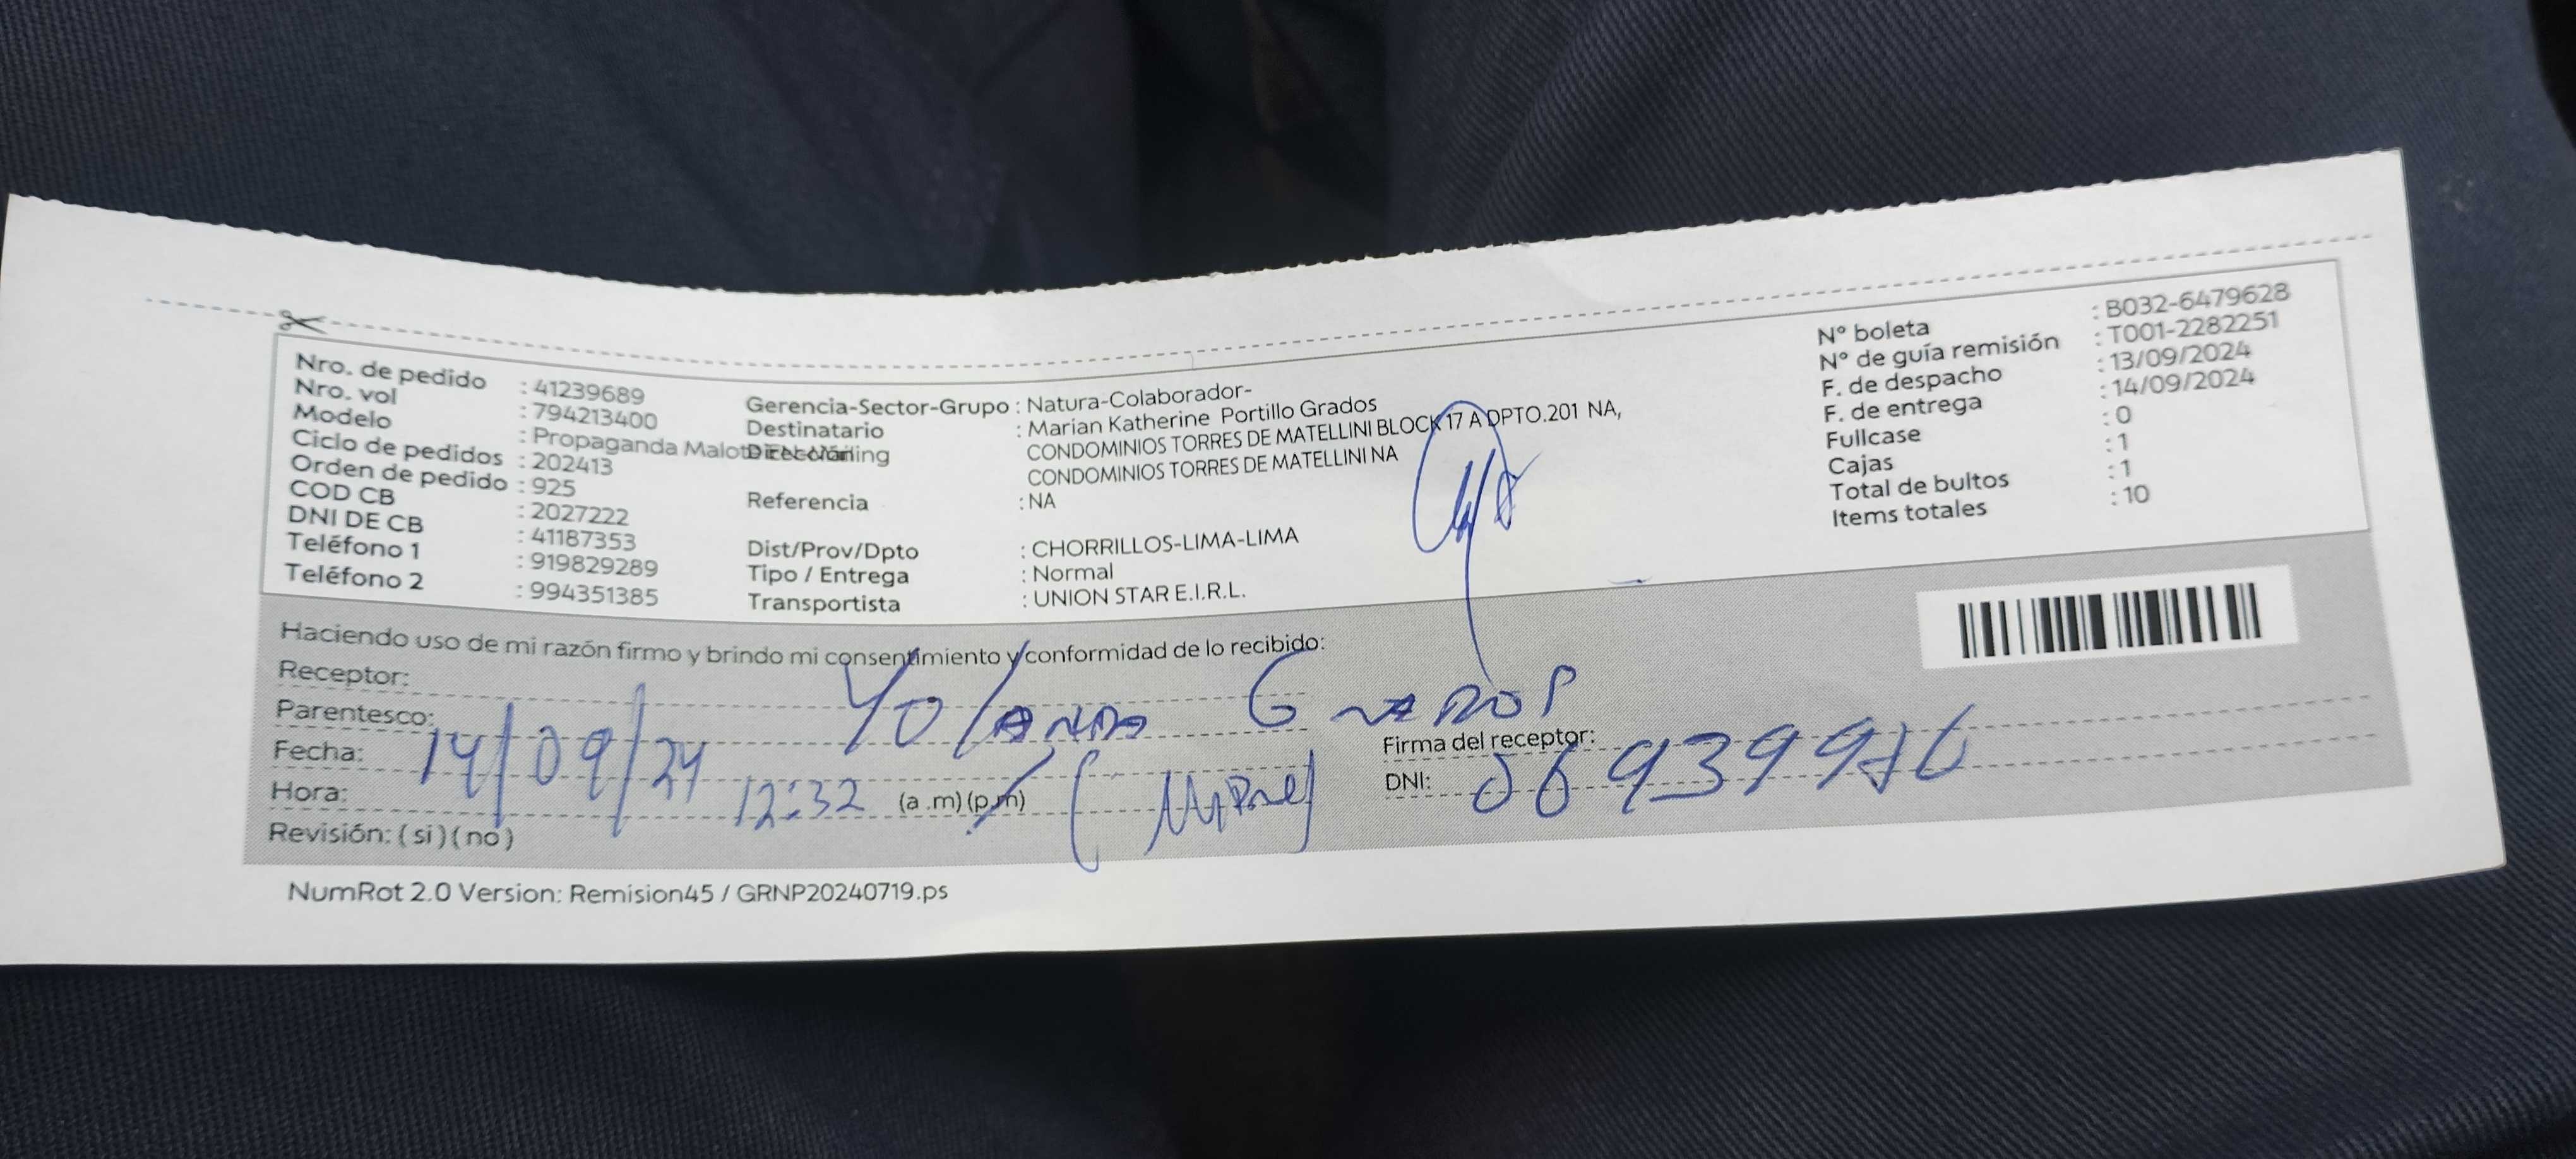 Nro. de pedido : 41239689
Nro. vol : 794213400
Modelo : Propaganda Malote
Ciclo de pedidos : 202413
Orden de pedido : 925
COD CB : 2027222
DNI DE CB : 41187353
Teléfono 1 : 919829289
Teléfono 2 : 994351385
Gerencia-Sector-Grupo : Natura-Colaborador-
Destinatario : Marian Katherine Portillo Grados
Dirección CONDOMINIOS TORRES DE MATELLINI BLOCK 17 A DPTO.201 NA,
CONDOMINIOS TORRES DE MATELLINI NA
Referencia : NA
Dist/Prov/Dpto : CHORRILLOS-LIMA-LIMA
Tipo / Entrega : Normal
Transportista : UNION STAR E.I.R.L.
N° boleta : B032-6479628
N° de guía remisión : T001-2282251
F. de despacho : 13/09/2024
F. de entrega : 14/09/2024
Fullcase : 0
Cajas : 1
Total de bultos : 1
Items totales : 10
Haciendo uso de mi razón firmo y brindo mi consentimiento y conformidad de lo recibido:
Receptor:
Yolanda Grados
Parentesco:
Firma del receptor:
Fecha: 14/09/24
Hora: 12:32 (a .m) (p.m) (Madre)
DNI:
Revisión: ( si ) ( no )
NumRot 2.0 Version: Remision45 / GRNP20240719.ps